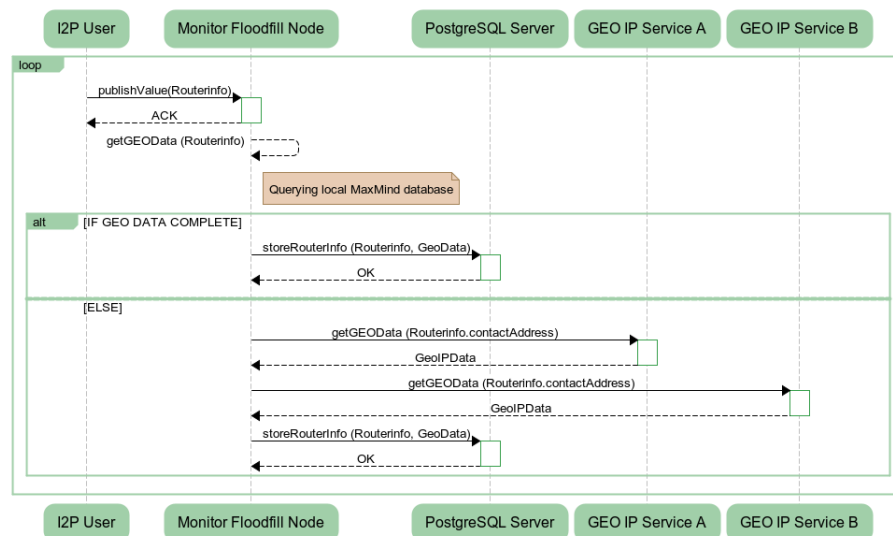 I2P User
Monitor Floodfill Node
PostgreSQL Server
GEO IP Service A
GEO IP Service B
loop
publishValue(Routerinfo)
ACK
getGEOData (Routerinfo)
Querying local MaxMind database
alt
[IF GEO DATA COMPLETE]
storeRouterInfo (Routerinfo, GeoData)
OK
[ELSE]
getGEOData (Routerinfo.contactAddress)
GeoIPData
getGEOData (Routerinfo.contactAddress)
GeoIPData
storeRouterInfo (Routerinfo, GeoData)
OK
I2P User
Monitor Floodfill Node
PostgreSQL Server
GEO IP Service A
GEO IP Service B